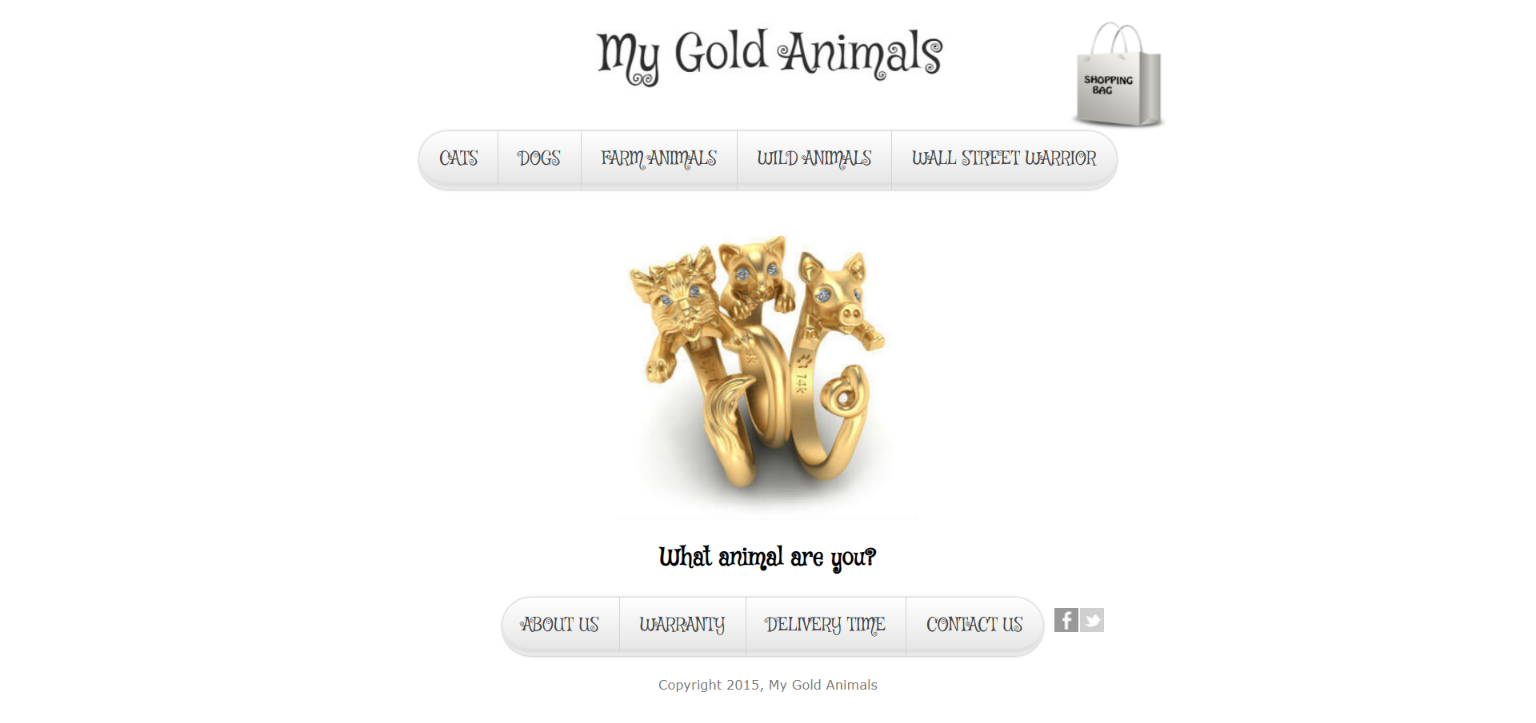 My Gold Animals
SHOPPING
BAG
CATS
DOGS
FARM ANIMALS
WILD ANIMALS
WALL STREET WARRIOR
14k
What animal are you?
ABOUT US
WARRANTY
DELIVERY TIME
CONTACT US
f
Copyright 2015, My Gold Animals